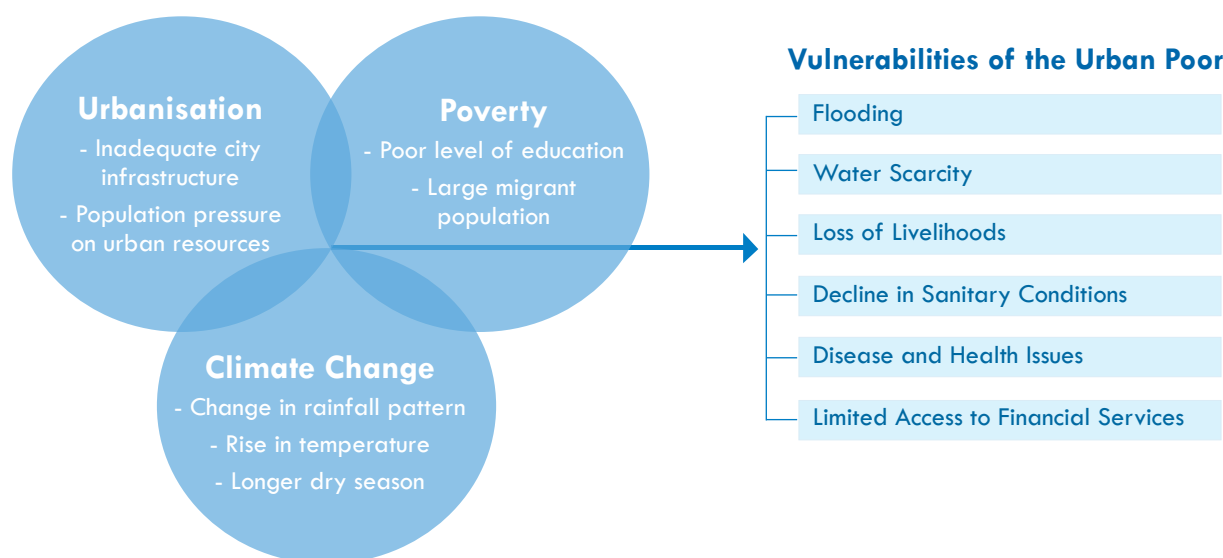 Urbanisation
- Inadequate city
infrastructure
- Population pressure
on urban resources
Poverty
- Poor level of education
- Large migrant
population
Climate Change
- Change in rainfall pattern
- Rise in temperature
- Longer dry season
Vulnerabilities of the Urban Poor
Flooding
Water Scarcity
Loss of Livelihoods
Decline in Sanitary Conditions
Disease and Health Issues
Limited Access to Financial Services